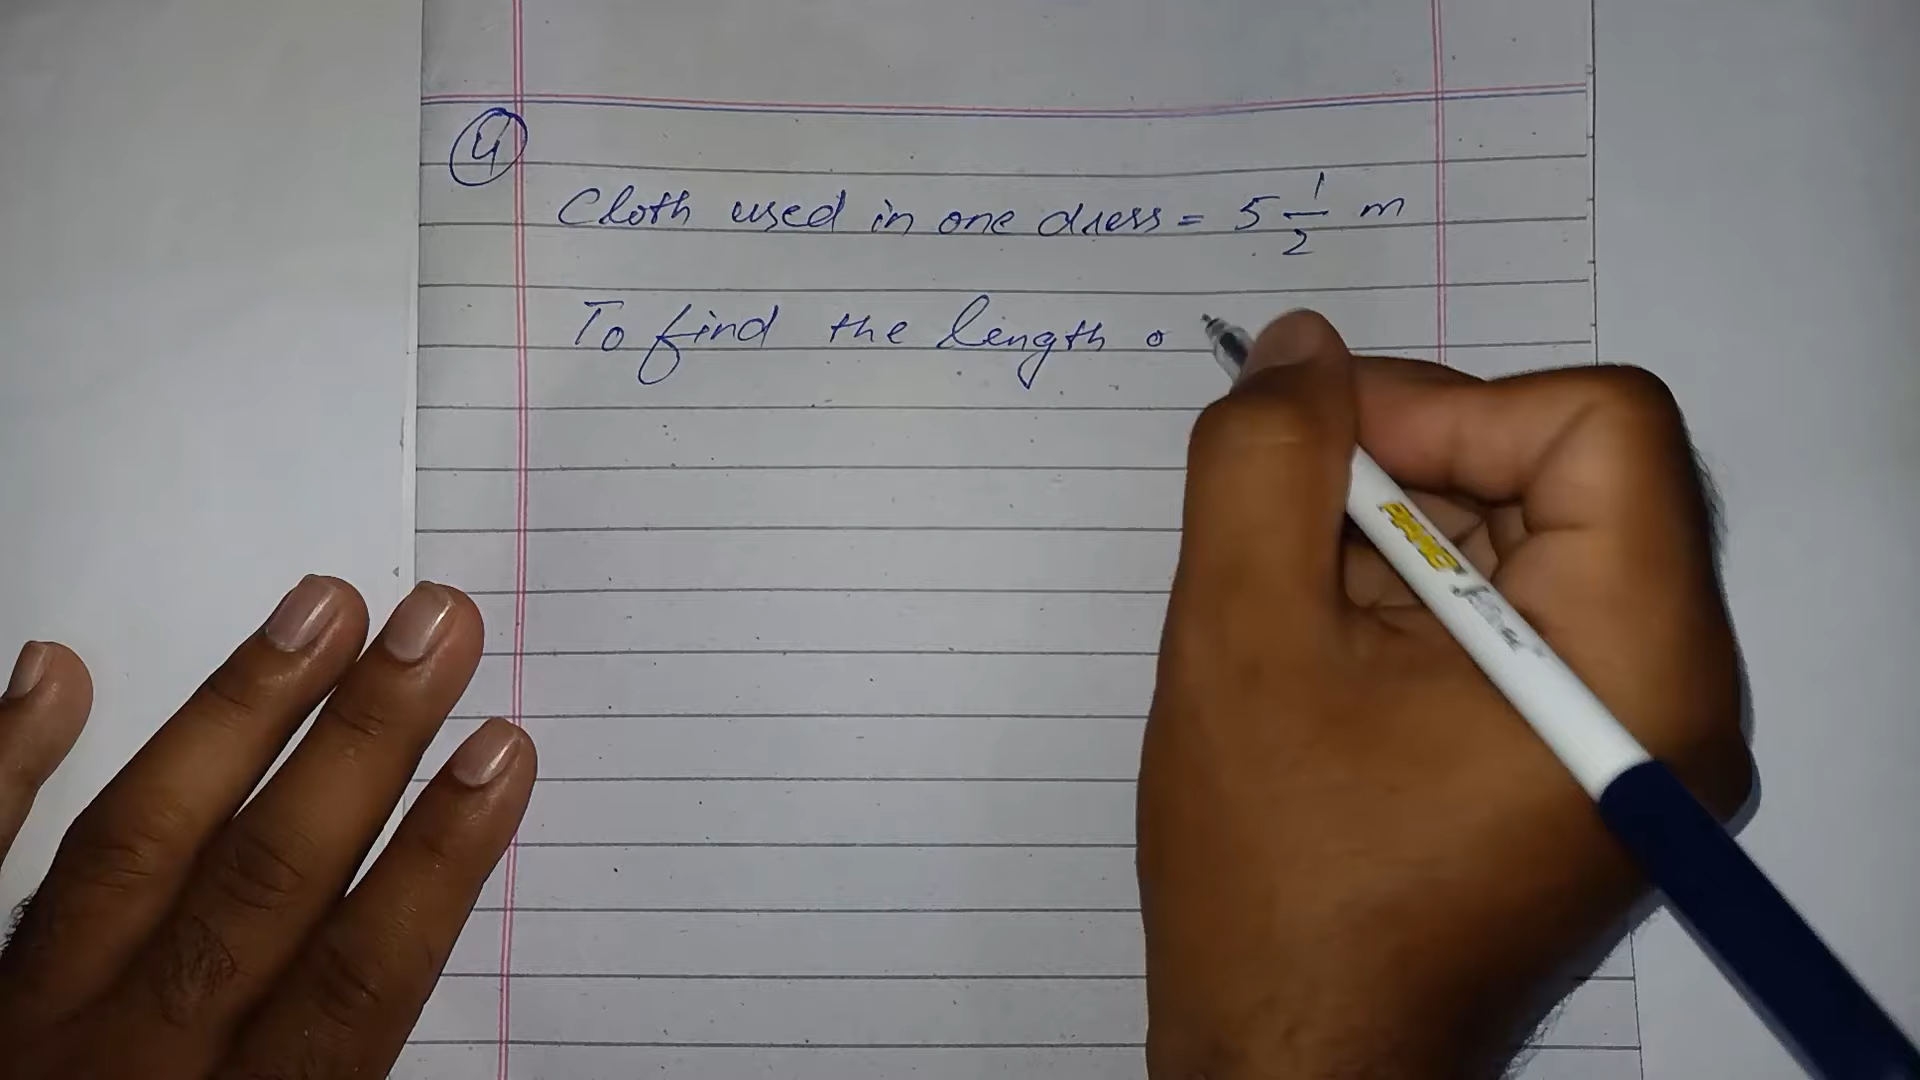 4
Cloth used in one dress = 5 1/2 m
To find the length o